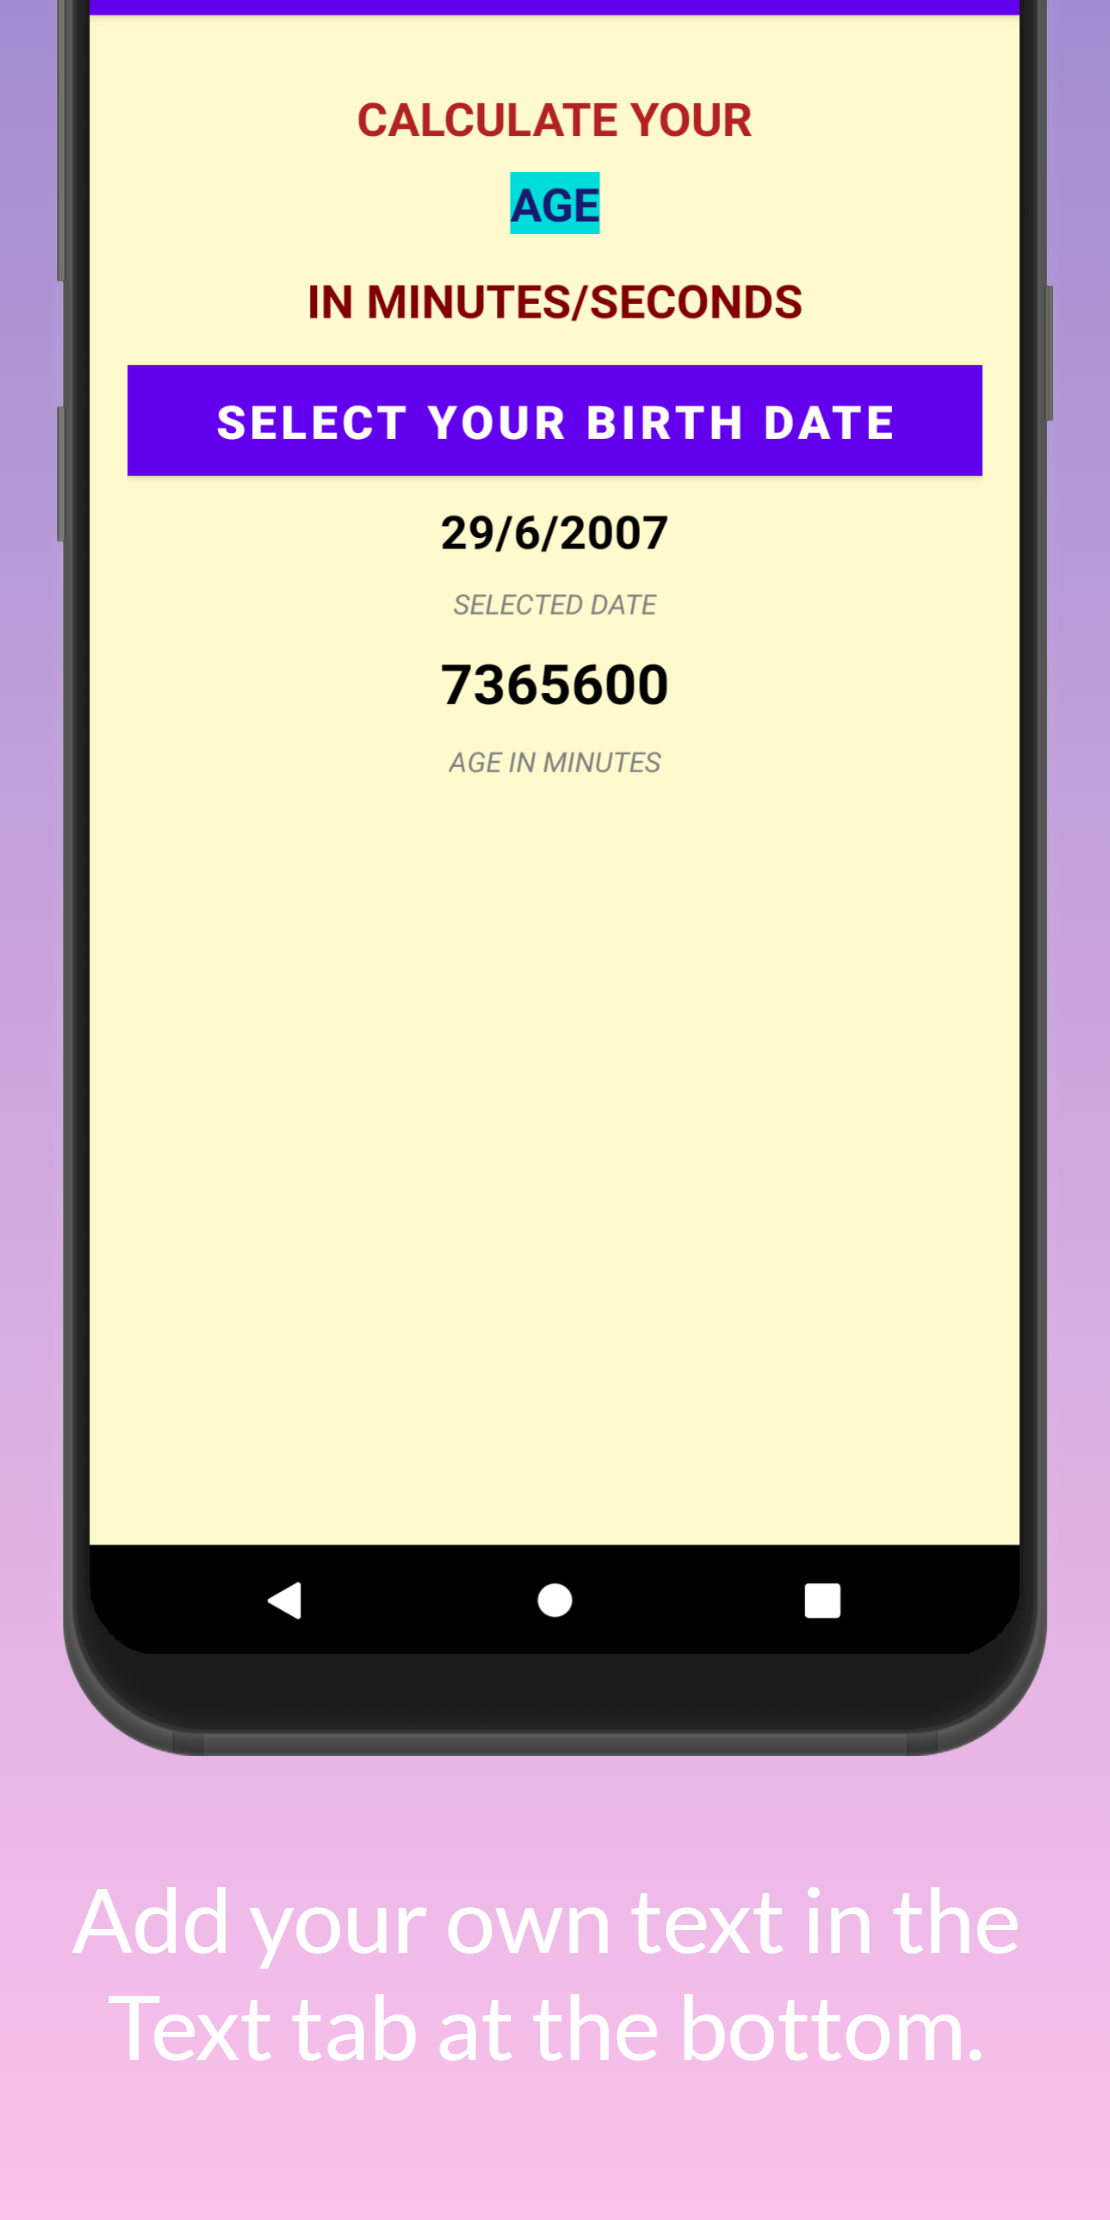 CALCULATE YOUR
AGE
IN MINUTES/SECONDS
SELECT YOUR BIRTH DATE
29/6/2007
SELECTED DATE
7365600
AGE IN MINUTES
Add your own text in the
Text tab at the bottom.